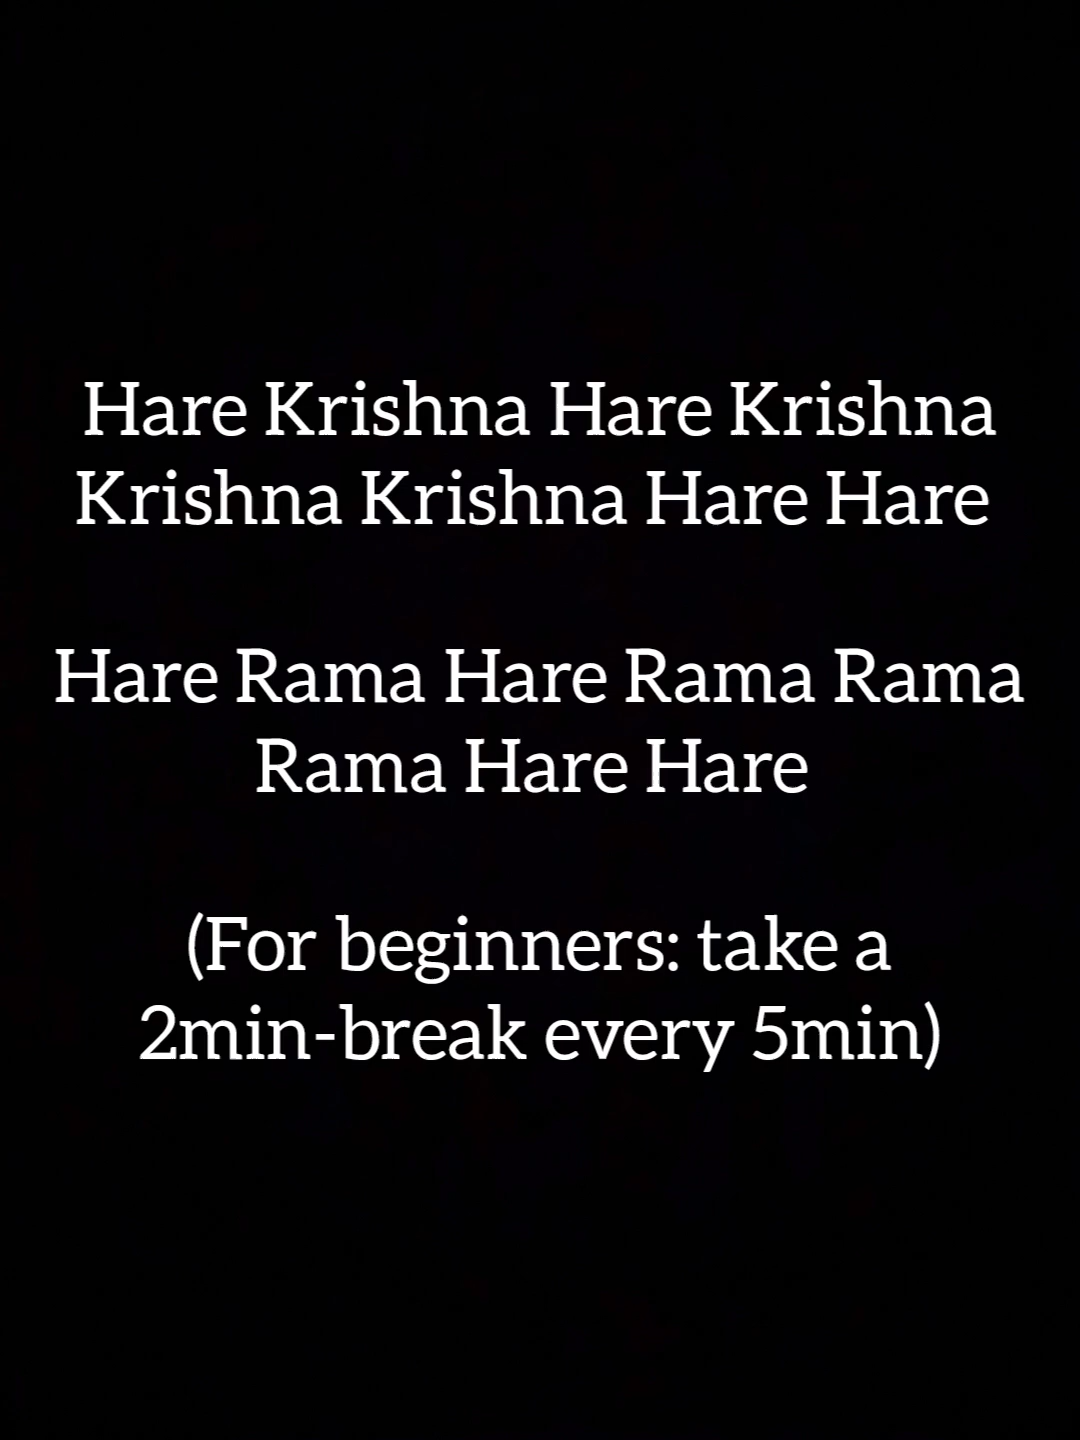 Hare Krishna Hare Krishna
Krishna Krishna Hare Hare
Hare Rama Hare Rama Rama
Rama Hare Hare
(For beginners: take a
2min-break every 5min)